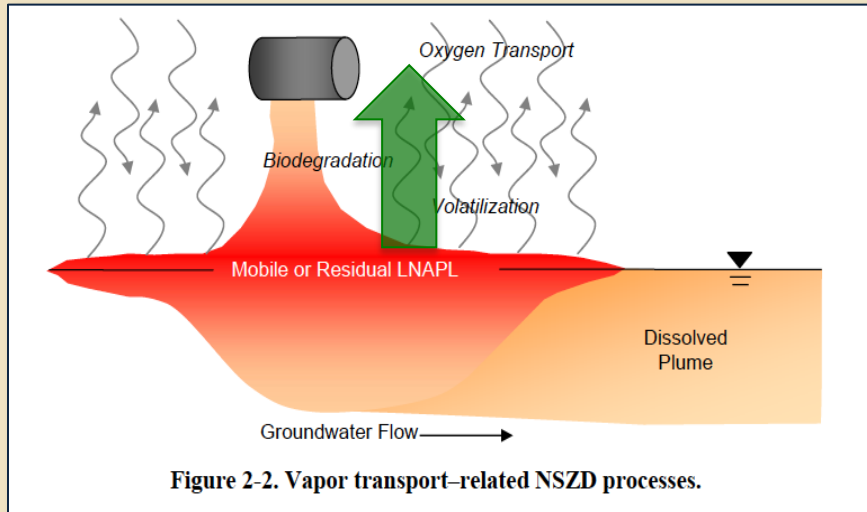 Oxygen Transport
Biodegradation
Volatilization
Mobile or Residual LNAPL
Dissolved
Plume
Groundwater Flow
Figure 2-2. Vapor transport–related NSZD processes.